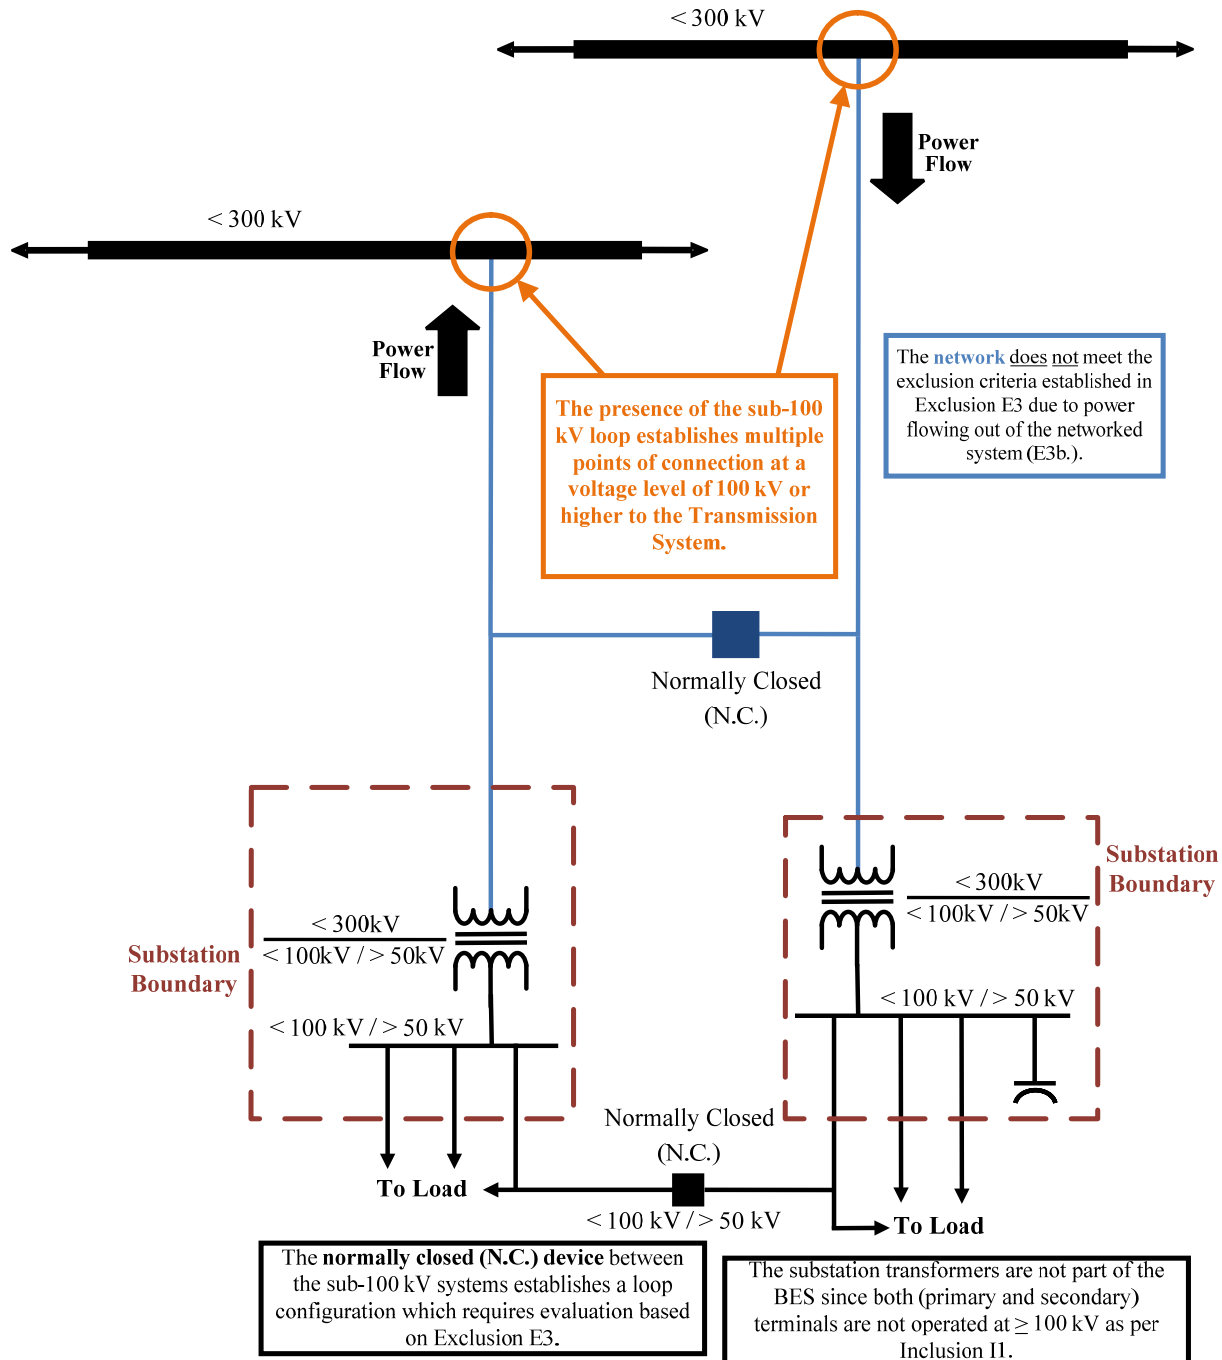 < 300 kV
Power
Flow
< 300 kV
Power
Flow
The network does not meet the
exclusion criteria established in
Exclusion E3 due to power
flowing out of the networked
system (E3b.).
The presence of the sub-100
kV loop establishes multiple
points of connection at a
voltage level of 100 kV or
higher to the Transmission
System.
Normally Closed
(N.C.)
Substation
Boundary
< 300kV
< 100kV / > 50kV
< 300kV
< 100kV / > 50kV
Substation
Boundary
< 100 kV / > 50 kV
< 100 kV / > 50 kV
Normally Closed
(N.C.)
To Load
< 100 kV / > 50 kV
To Load
The normally closed (N.C.) device between
the sub-100 kV systems establishes a loop
configuration which requires evaluation based
on Exclusion E3.
The substation transformers are not part of the
BES since both (primary and secondary)
terminals are not operated at ≥ 100 kV as per
Inclusion I1.